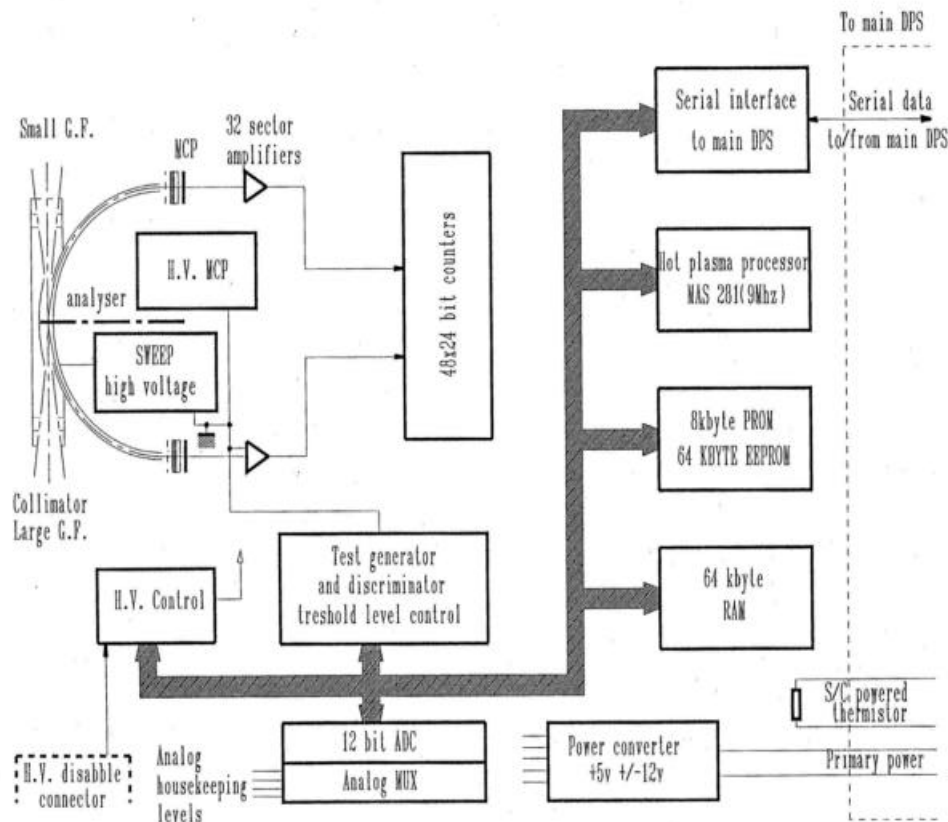 To main DPS
Small G.F.
MCP
32 sector
amplifiers
Serial interface
to main DPS
Serial data
to/from main DPS
H.V. MCP
48x24 bit counters
Hot plasma processor
MAS 281(9Mhz)
analyser
SWEEP
high voltage
8kbyte PROM
64 KBYTE EEPROM
Collimator
Large G.F.
Test generator
and discriminator
treshold level control
H.V. Control
64 kbyte
RAM
S/C powered
thermistor
12 bit ADC
Analog MUX
Power converter
+5v +/-12v
Primary power
H.V. disabble
connector
Analog
housekeeping
levels